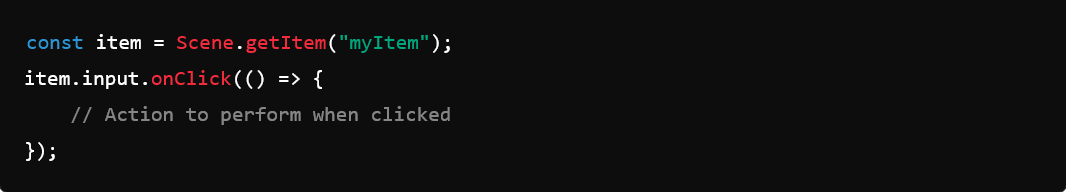 const item = Scene.getItem("myItem");
item.input.onClick(() => {
    // Action to perform when clicked
});